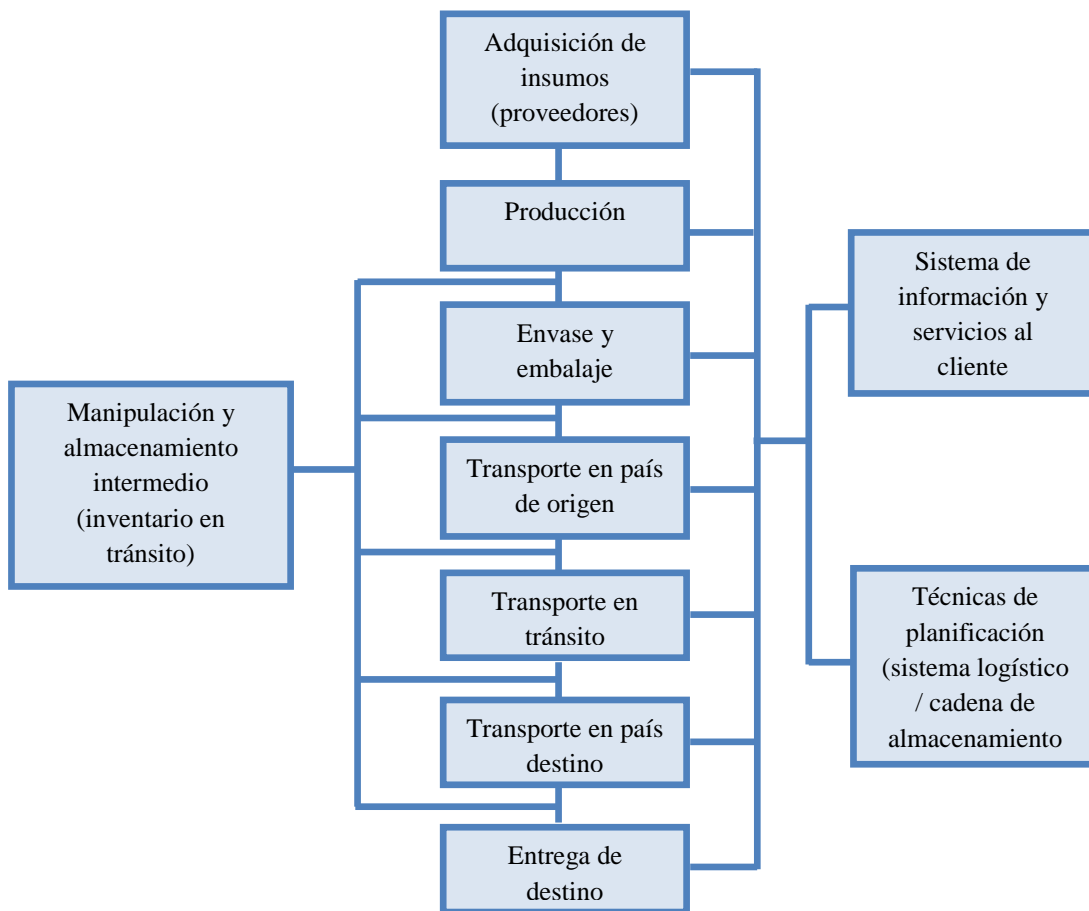 Adquisición de
insumos
(proveedores)
Producción
Envase y
embalaje
Transporte en país
de origen
Transporte en
tránsito
Transporte en país
destino
Entrega de
destino
Manipulación y
almacenamiento
intermedio
(inventario en
tránsito)
Sistema de
información y
servicios al
cliente
Técnicas de
planificación
(sistema logístico
/ cadena de
almacenamiento